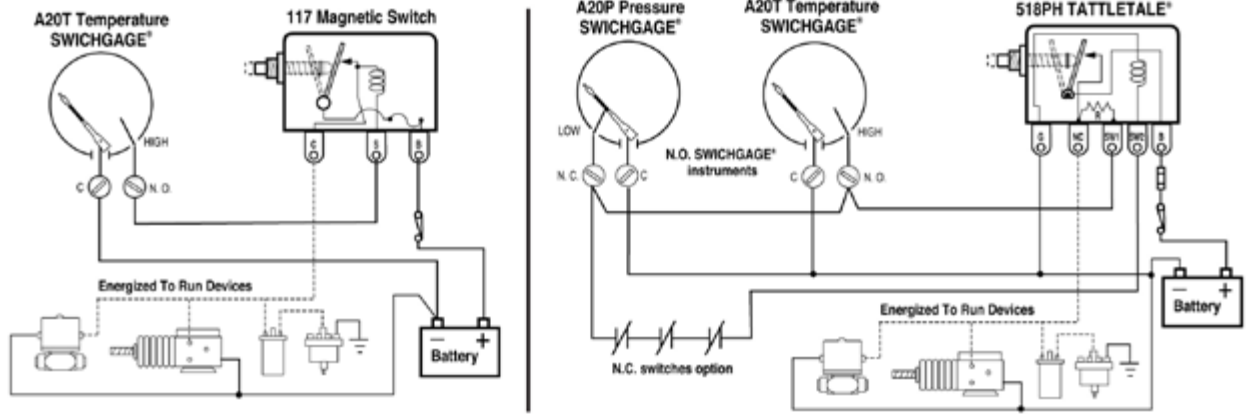 A20T Temperature
SWICHGAGE®
117 Magnetic Switch
HIGH
C
N. O.
G
S
B
Energized To Run Devices
− +
Battery
A20P Pressure
SWICHGAGE®
A20T Temperature
SWICHGAGE®
518PH TATTLETALE®
LOW
HIGH
N.O. SWICHGAGE®
instruments
N. C.
C
C
N. O.
R
G
NC
SW1
SW2
B
Energized To Run Devices
N.C. switches option
− +
Battery